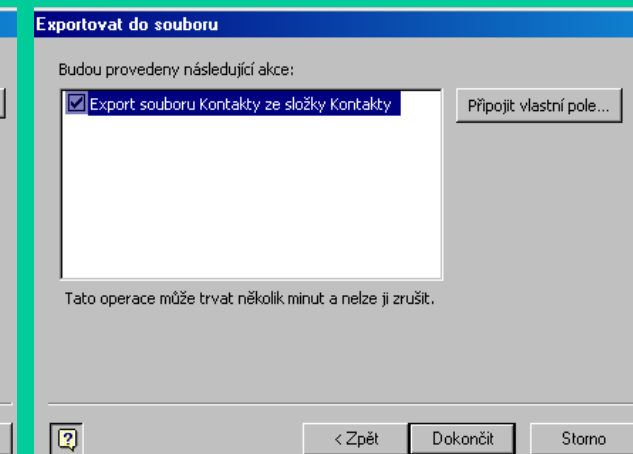 Exportovat do souboru
Budou provedeny následující akce:
Export souboru Kontakty ze složky Kontakty
Připojit vlastní pole...
Tato operace může trvat několik minut a nelze ji zrušit.
?
< Zpět
Dokončit
Storno